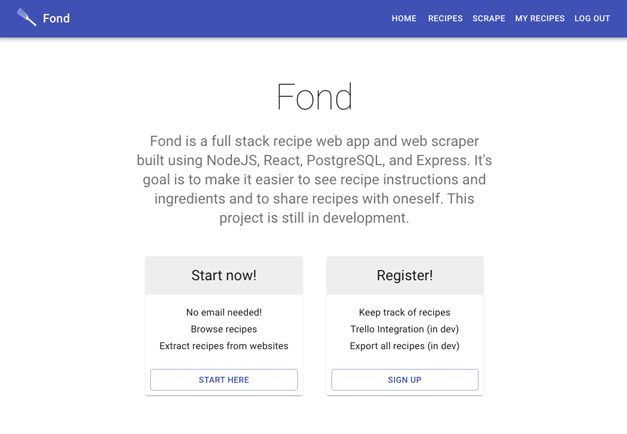 Fond
HOME RECIPES SCRAPE MY RECIPES LOG OUT
Fond
Fond is a full stack recipe web app and web scraper
built using NodeJS, React, PostgreSQL, and Express. It's
goal is to make it easier to see recipe instructions and
ingredients and to share recipes with oneself. This
project is still in development.
Start now!
No email needed!
Browse recipes
Extract recipes from websites
START HERE
Register!
Keep track of recipes
Trello Integration (in dev)
Export all recipes (in dev)
SIGN UP